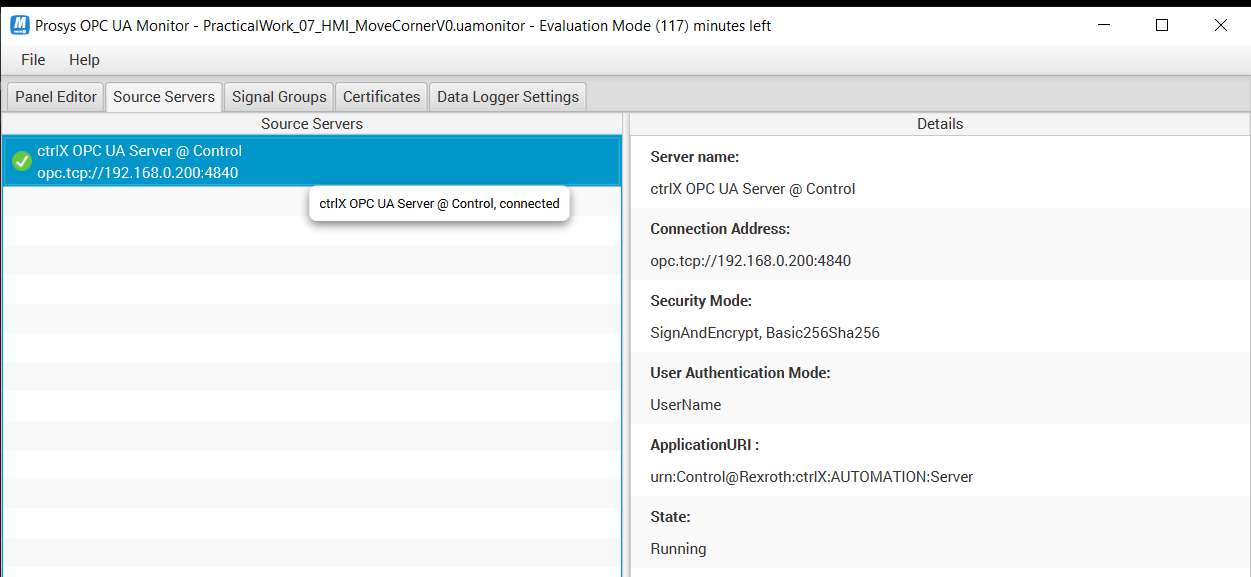 Prosys OPC UA Monitor - PracticalWork_07_HMI_MoveCornerV0.uamonitor - Evaluation Mode (117) minutes left
File Help
Panel Editor Source Servers Signal Groups Certificates Data Logger Settings
Source Servers
ctrlX OPC UA Server @ Control
opc.tcp://192.168.0.200:4840
ctrlX OPC UA Server @ Control, connected
Details
Server name:
ctrlX OPC UA Server @ Control
Connection Address:
opc.tcp://192.168.0.200:4840
Security Mode:
SignAndEncrypt, Basic256Sha256
User Authentication Mode:
UserName
ApplicationURI :
urn:Control@Rexroth:ctrlX:AUTOMATION:Server
State:
Running